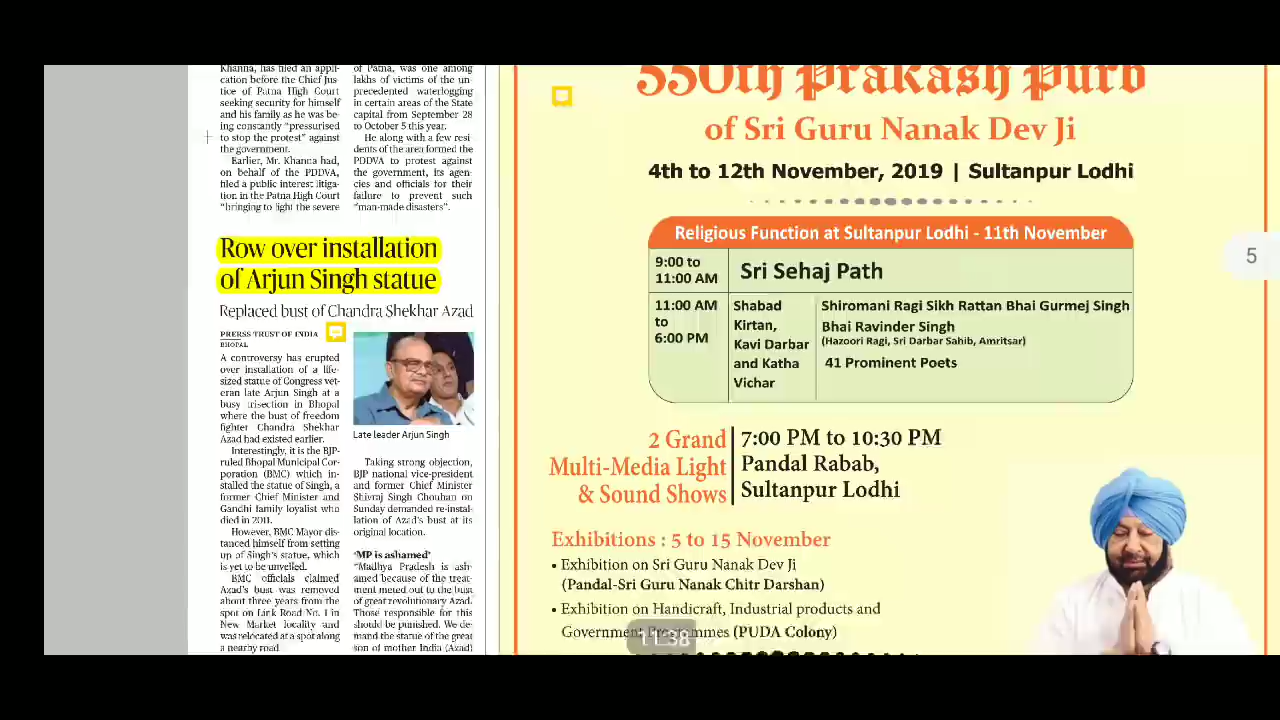 Khanna, has filed an appli-
cation before the Chief Jus-
tice of Patna High Court
seeking security for himself
and his family as he was be-
ing constantly “pressurised
to stop the protest” against
the government.
Earlier, Mr. Khanna had,
on behalf of the PDDVA,
filed a public interest litiga-
tion in the Patna High Court
“bringing to light the severe
of Patna, was one among
lakhs of victims of the un-
precedented waterlogging
in certain areas of the State
capital from September 28
to October 5 this year.
He along with a few resi-
dents of the area formed the
PDDVA to protest against
the government, its agen-
cies and officials for their
failure to prevent such
“man-made disasters”.
Row over installation
of Arjun Singh statue
Replaced bust of Chandra Shekhar Azad
PRERSS TRUST OF INDIA
BHOPAL
A controversy has erupted
over installation of a life-
sized statue of Congress vet-
eran late Arjun Singh at a
busy trisection in Bhopal
where the bust of freedom
fighter Chandra Shekhar
Azad had existed earlier.
Interestingly, it is the BJP-
ruled Bhopal Municipal Cor-
poration (BMC) which in-
stalled the statue of Singh, a
former Chief Minister and
Gandhi family loyalist who
died in 2011.
However, BMC Mayor dis-
tanced himself from setting
up of Singh's statue, which
is yet to be unveiled.
BMC officials claimed
Azad's bust was removed
about three years from the
spot on Link Road No. 1 in
New Market locality and
was relocated at a spot along
a nearby road.
Late leader Arjun Singh
Taking strong objection,
BJP national vice-president
and former Chief Minister
Shivraj Singh Chouhan on
Sunday demanded re-instal-
lation of Azad's bust at its
original location.
‘MP is ashamed’
“Madhya Pradesh is ash-
amed because of the treat-
ment meted out to the bust
of great revolutionary Azad.
Those responsible for this
should be punished. We de-
mand the statue of the great
son of mother India (Azad)
550th Prakash Purb
of Sri Guru Nanak Dev Ji
4th to 12th November, 2019 | Sultanpur Lodhi
Religious Function at Sultanpur Lodhi - 11th November
9:00 to
11:00 AM
Sri Sehaj Path
11:00 AM
to
6:00 PM
Shabad
Kirtan,
Kavi Darbar
and Katha
Vichar
Shiromani Ragi Sikh Rattan Bhai Gurmej Singh
Bhai Ravinder Singh
(Hazoori Ragi, Sri Darbar Sahib, Amritsar)
41 Prominent Poets
2 Grand
Multi-Media Light
& Sound Shows
7:00 PM to 10:30 PM
Pandal Rabab,
Sultanpur Lodhi
Exhibitions : 5 to 15 November
• Exhibition on Sri Guru Nanak Dev Ji
(Pandal-Sri Guru Nanak Chitr Darshan)
• Exhibition on Handicraft, Industrial products and
Government Programmes (PUDA Colony)
11:38
5